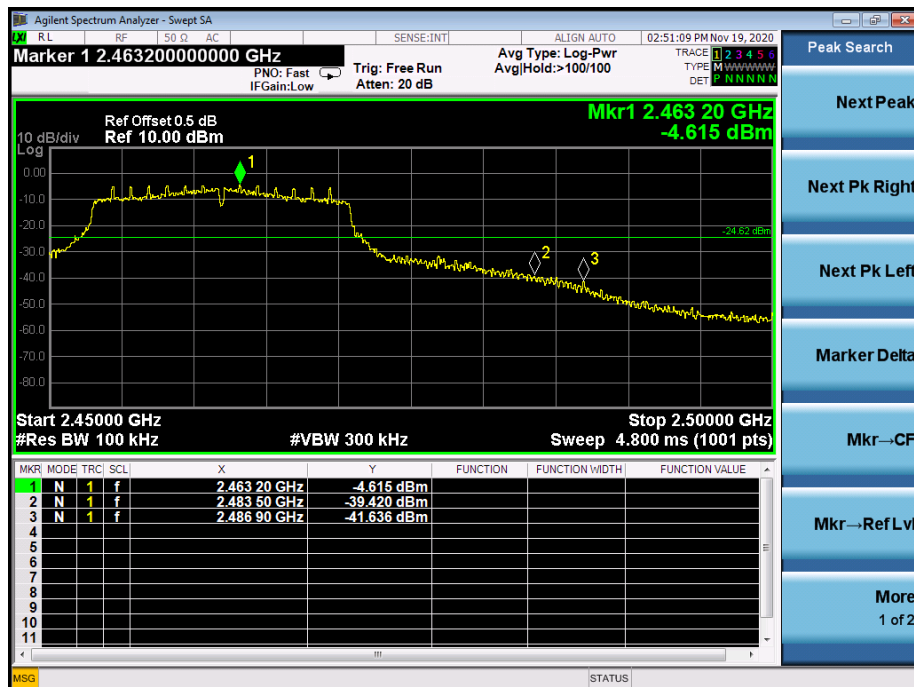 Agilent Spectrum Analyzer - Swept SA
LXI RL RF 50 Ω AC SENSE:INT ALIGN AUTO 02:51:09 PM Nov 19, 2020
Marker 1 2.463200000000 GHz
PNO: Fast
IFGain:Low
Trig: Free Run
Atten: 20 dB
Avg Type: Log-Pwr
Avg|Hold:>100/100
TRACE 1 2 3 4 5 6
TYPE M WWWWW
DET P N N N N N
Ref Offset 0.5 dB
10 dB/div Ref 10.00 dBm
Log
Mkr1 2.463 20 GHz
-4.615 dBm
0.00
-10.0
-20.0
-30.0
-40.0
-50.0
-60.0
-70.0
-80.0
1
-24.62 dBm
2
3
Start 2.45000 GHz Stop 2.50000 GHz
#Res BW 100 kHz #VBW 300 kHz Sweep 4.800 ms (1001 pts)
MKR MODE TRC SCL X Y FUNCTION FUNCTION WIDTH FUNCTION VALUE
1 N 1 f 2.463 20 GHz -4.615 dBm
2 N 1 f 2.483 50 GHz -39.420 dBm
3 N 1 f 2.486 90 GHz -41.636 dBm
4
5
6
7
8
9
10
11
MSG STATUS
Peak Search
Next Peak
Next Pk Right
Next Pk Left
Marker Delta
Mkr→CF
Mkr→Ref Lvl
More
1 of 2